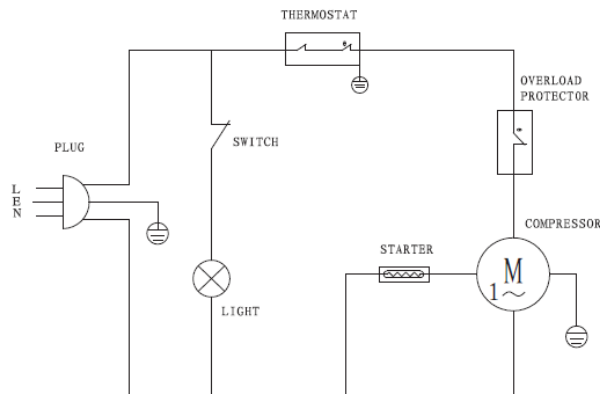 THERMOSTAT
OVERLOAD
PROTECTOR
SWITCH
PLUG
L
E
N
COMPRESSOR
STARTER
M
1~
LIGHT